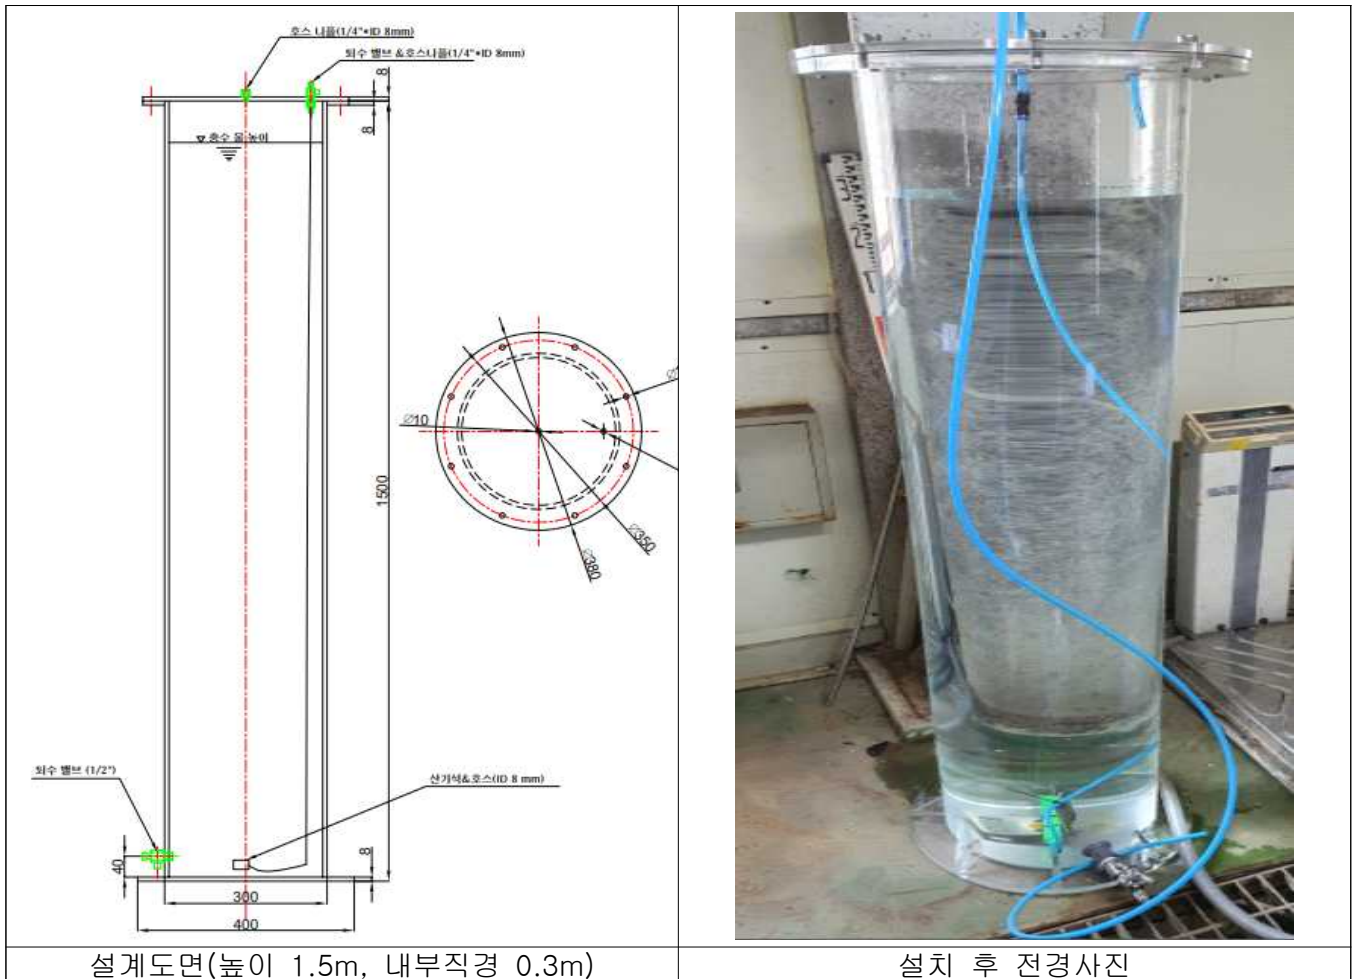 호스 니플(1/4"*ID 8mm)
퇴수 밸브 &호스니플(1/4"*ID 8mm)
8
8
▽ 충수 물 높이
1500
Ø10
Ø350
Ø380
퇴수 밸브 (1/2")
산기석&호스(ID 8 mm)
40
8
300
400
설계도면(높이 1.5m, 내부직경 0.3m)
설치 후 전경사진